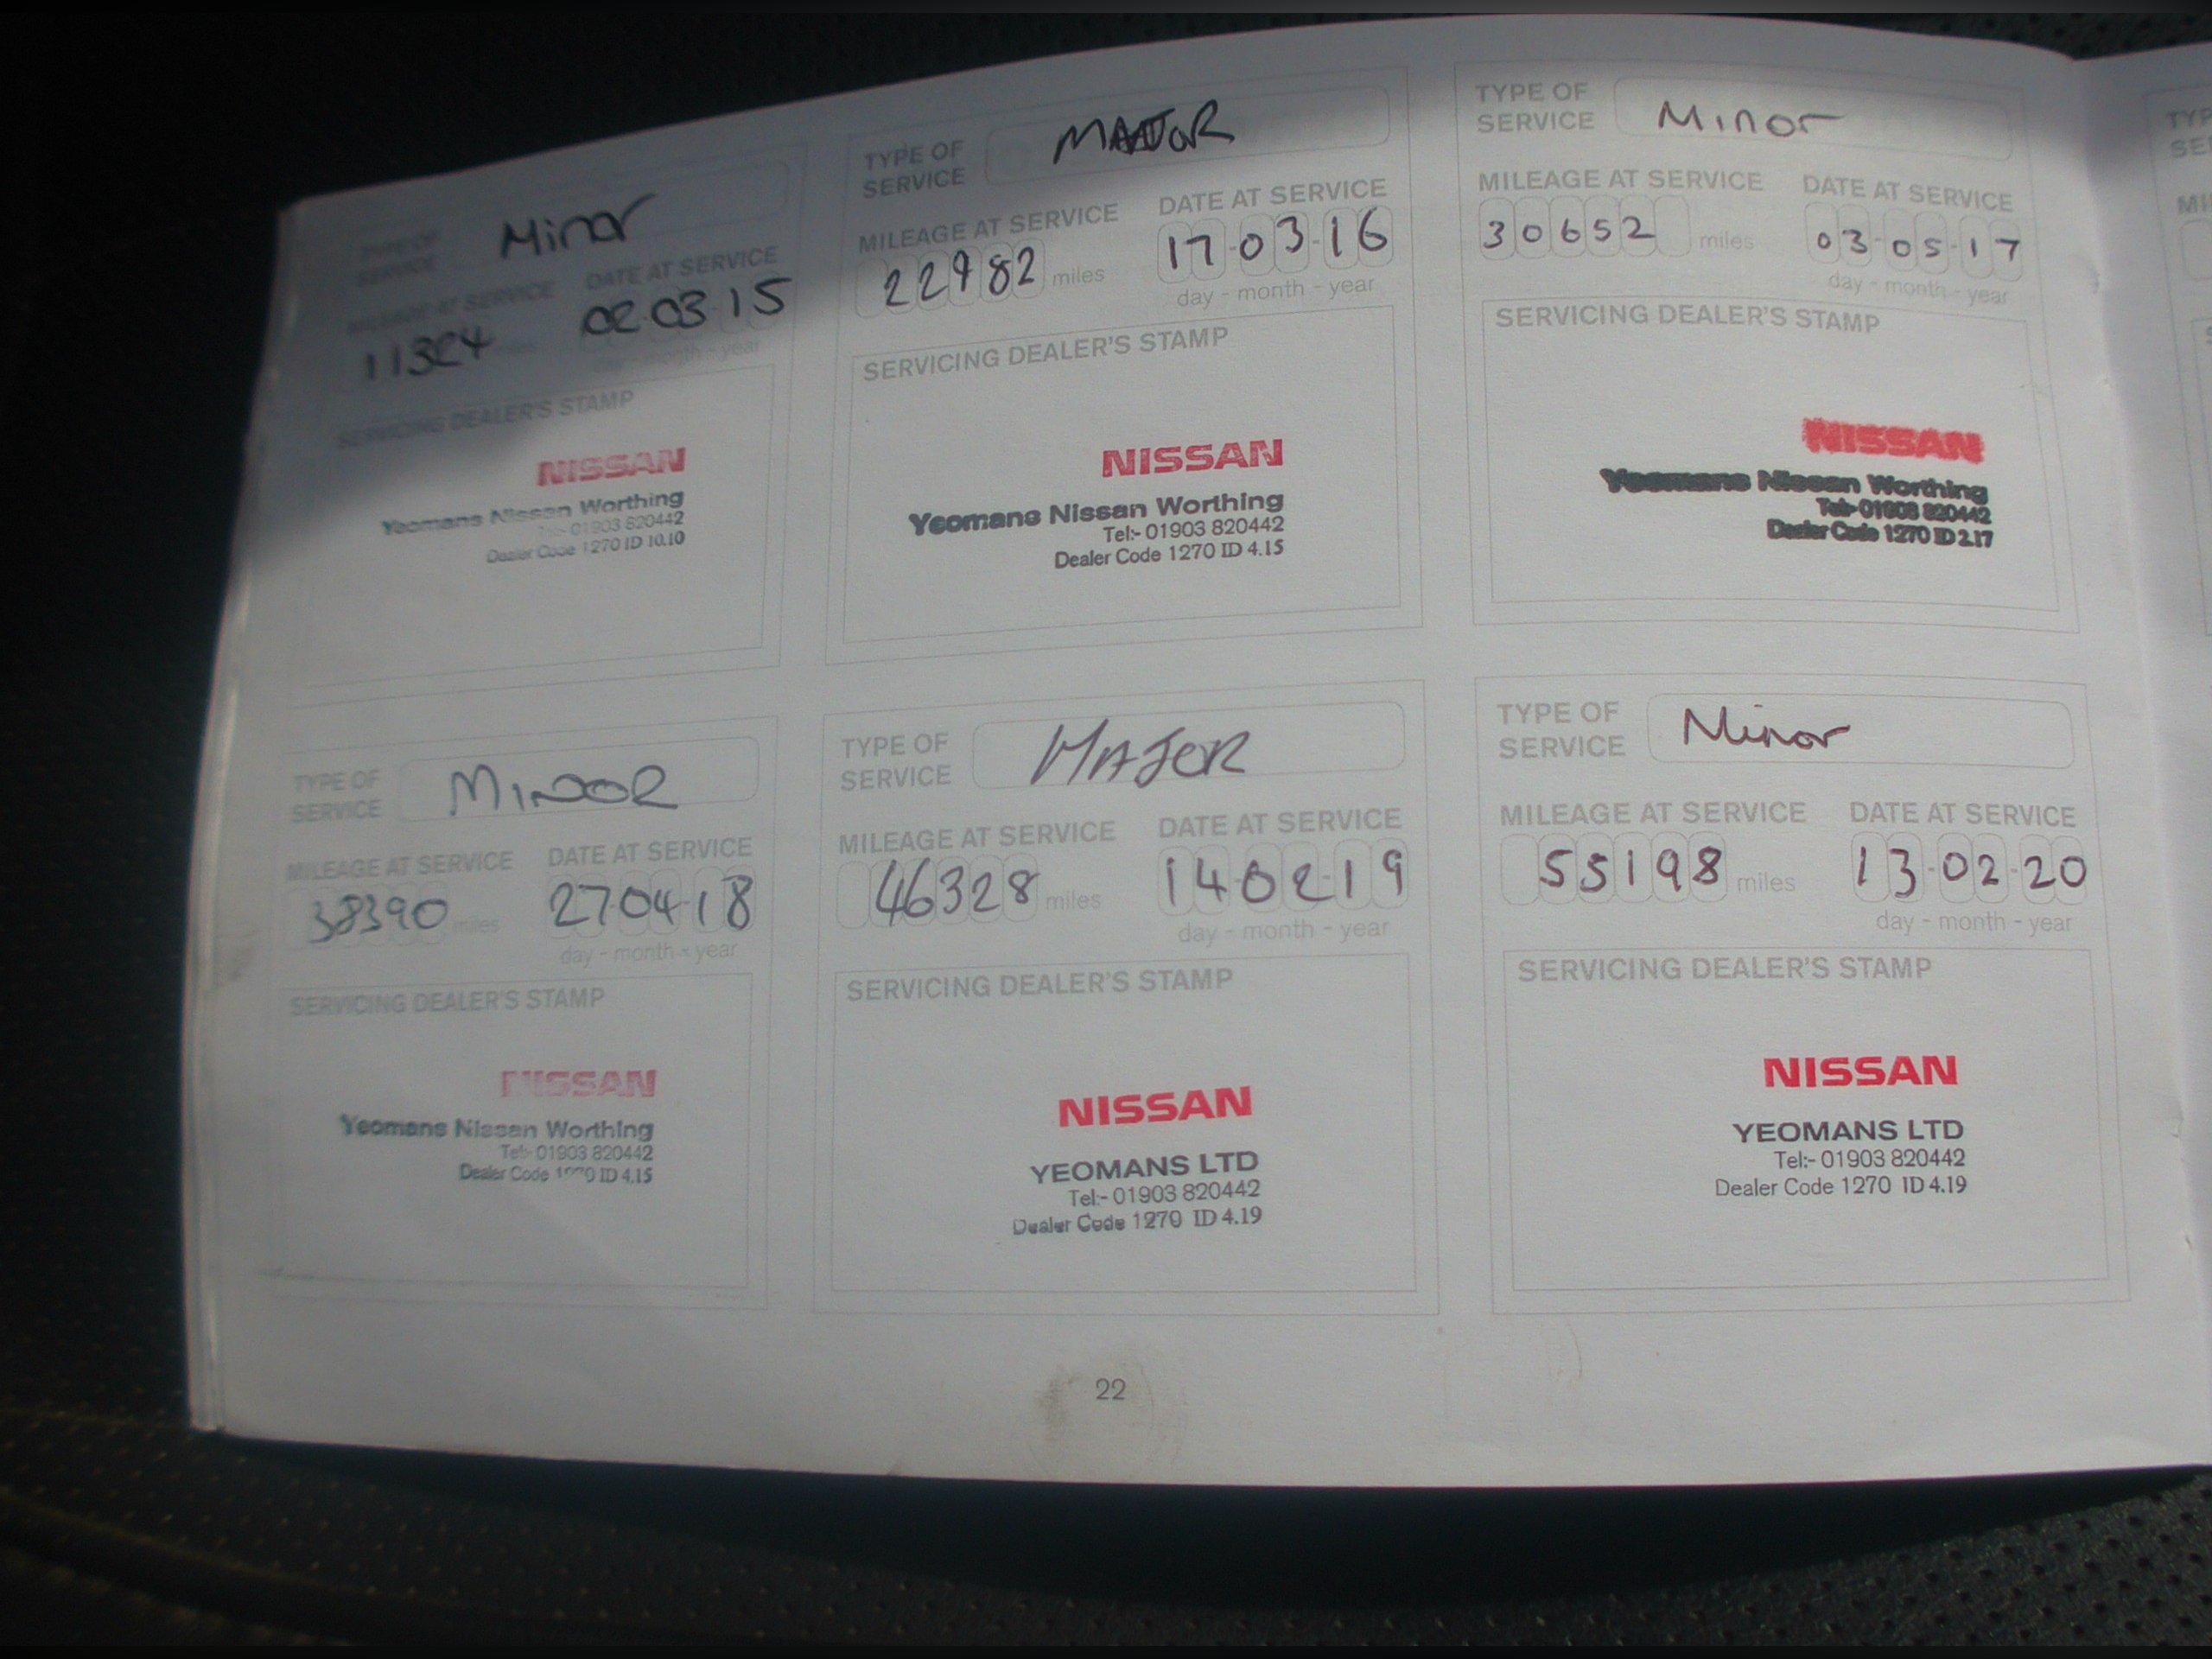 TYPE OF
SERVICE
Minor
MILEAGE AT SERVICE
DATE AT SERVICE
11324 miles
02 03 15
day - month - year
SERVICING DEALER'S STAMP
NISSAN
Yeomans Nissan Worthing
Tel:- 01903 820442
Dealer Code 1270 ID 10.10
TYPE OF
SERVICE
MAJOR
MILEAGE AT SERVICE
DATE AT SERVICE
22982 miles
17-03-16
day - month - year
SERVICING DEALER'S STAMP
NISSAN
Yeomans Nissan Worthing
Tel:- 01903 820442
Dealer Code 1270 ID 4.15
TYPE OF
SERVICE
Minor
MILEAGE AT SERVICE
DATE AT SERVICE
30652 miles
03-05-17
day - month - year
SERVICING DEALER'S STAMP
NISSAN
Yeomans Nissan Worthing
Tel:- 01903 820442
Dealer Code 1270 ID 2.17
TYPE OF
SERVICE
MINOR
MILEAGE AT SERVICE
DATE AT SERVICE
38390 miles
27-04-18
day - month - year
SERVICING DEALER'S STAMP
NISSAN
Yeomans Nissan Worthing
Tel:- 01903 820442
Dealer Code ID 4.15
TYPE OF
SERVICE
MAJOR
MILEAGE AT SERVICE
DATE AT SERVICE
46328 miles
14-02-19
day - month - year
SERVICING DEALER'S STAMP
NISSAN
YEOMANS LTD
Tel:- 01903 820442
Dealer Code 1270 ID 4.19
TYPE OF
SERVICE
Minor
MILEAGE AT SERVICE
DATE AT SERVICE
55198 miles
13-02-20
day - month - year
SERVICING DEALER'S STAMP
NISSAN
YEOMANS LTD
Tel:- 01903 820442
Dealer Code 1270 ID 4.19
22